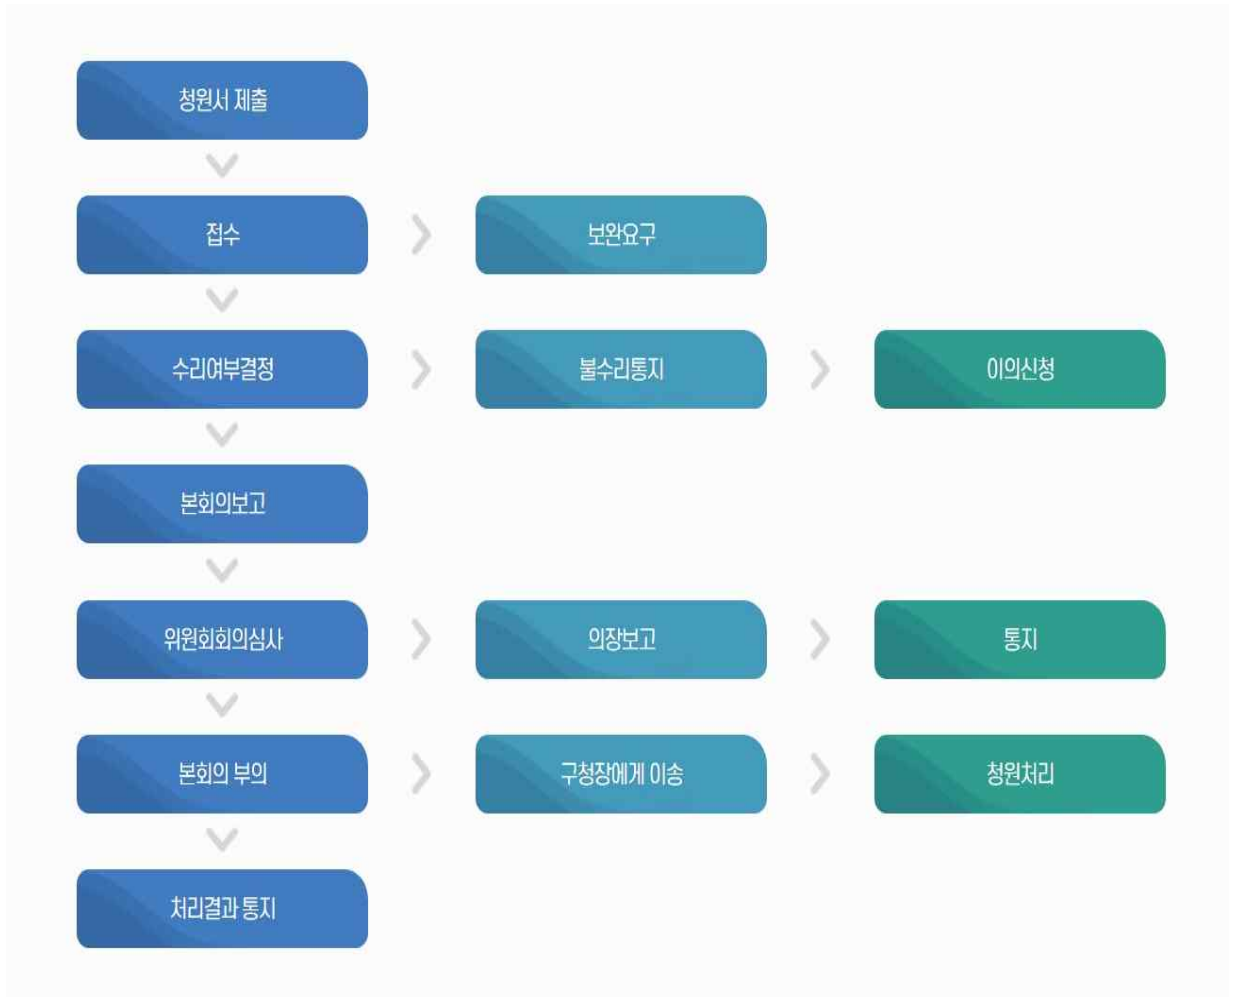 청원서 제출
접수
보완요구
수리여부결정
불수리통지
이의신청
본회의보고
위원회회의심사
의장보고
통지
본회의 부의
구청장에게 이송
청원처리
처리결과 통지